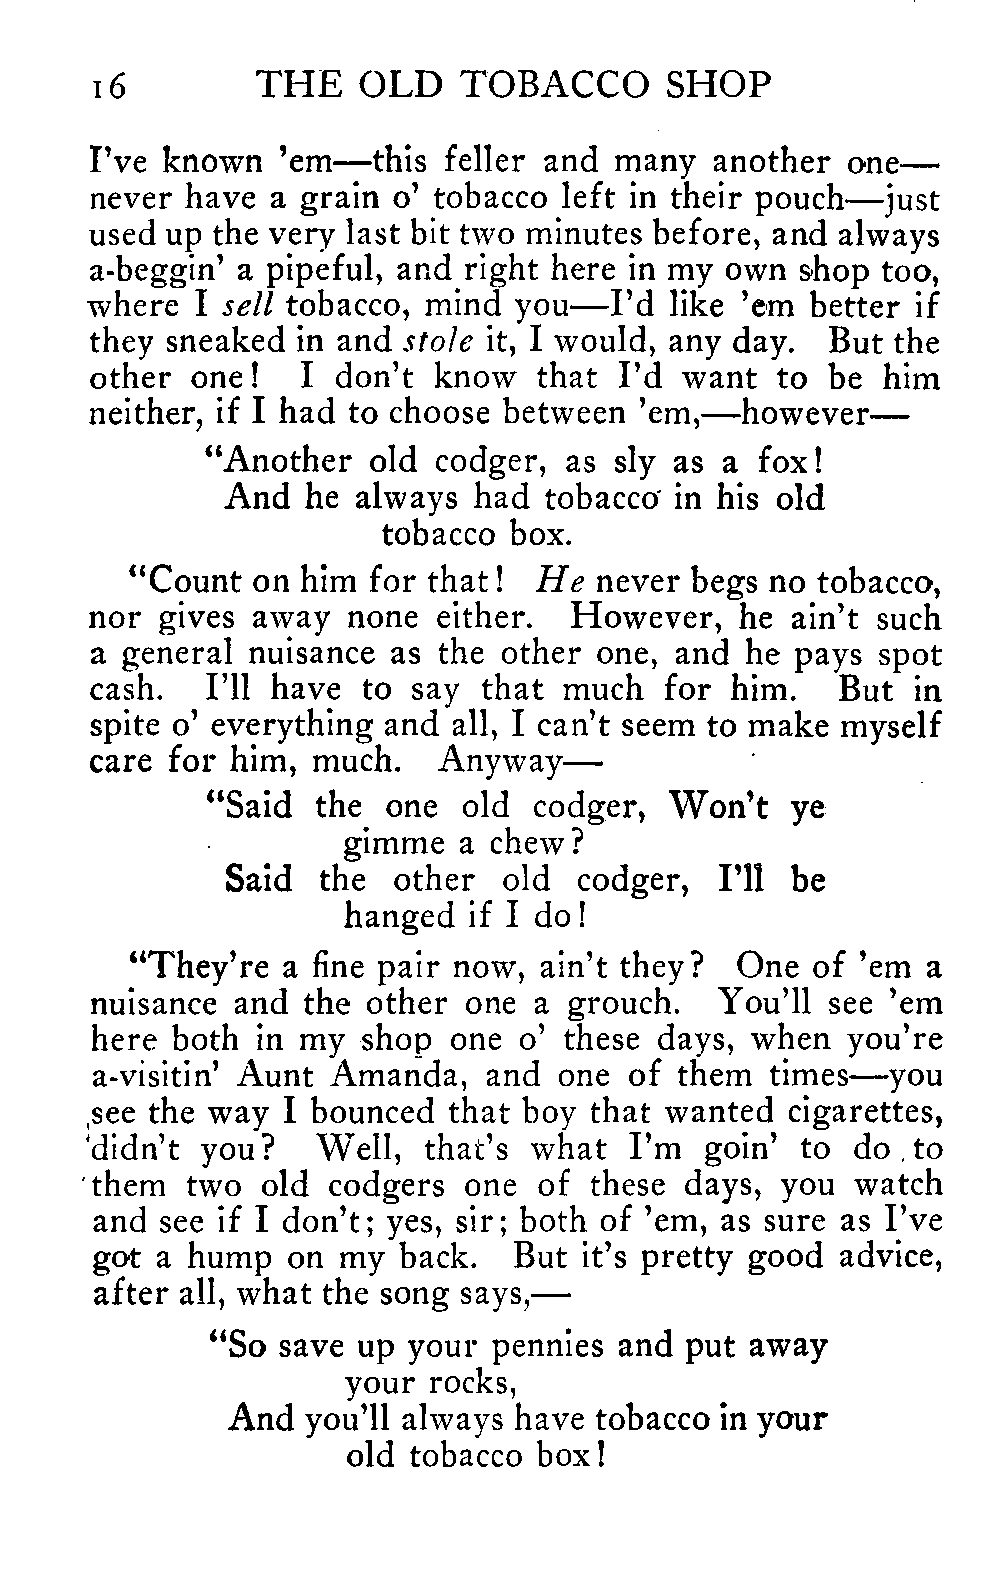 16 THE OLD TOBACCO SHOP
I've known 'em—this feller and many another one—
never have a grain o' tobacco left in their pouch—just
used up the very last bit two minutes before, and always
a-beggin' a pipeful, and right here in my own shop too,
where I sell tobacco, mind you—I'd like 'em better if
they sneaked in and stole it, I would, any day. But the
other one! I don't know that I'd want to be him
neither, if I had to choose between 'em,—however—
“Another old codger, as sly as a fox!
And he always had tobacco in his old
tobacco box.
“Count on him for that! He never begs no tobacco,
nor gives away none either. However, he ain't such
a general nuisance as the other one, and he pays spot
cash. I'll have to say that much for him. But in
spite o' everything and all, I can't seem to make myself
care for him, much. Anyway—
“Said the one old codger, Won't ye
gimme a chew?
Said the other old codger, I'll be
hanged if I do!
“They're a fine pair now, ain't they? One of 'em a
nuisance and the other one a grouch. You'll see 'em
here both in my shop one o' these days, when you're
a-visitin' Aunt Amanda, and one of them times—you
see the way I bounced that boy that wanted cigarettes,
didn't you? Well, that's what I'm goin' to do to
them two old codgers one of these days, you watch
and see if I don't; yes, sir; both of 'em, as sure as I've
got a hump on my back. But it's pretty good advice,
after all, what the song says,—
“So save up your pennies and put away
your rocks,
And you'll always have tobacco in your
old tobacco box!